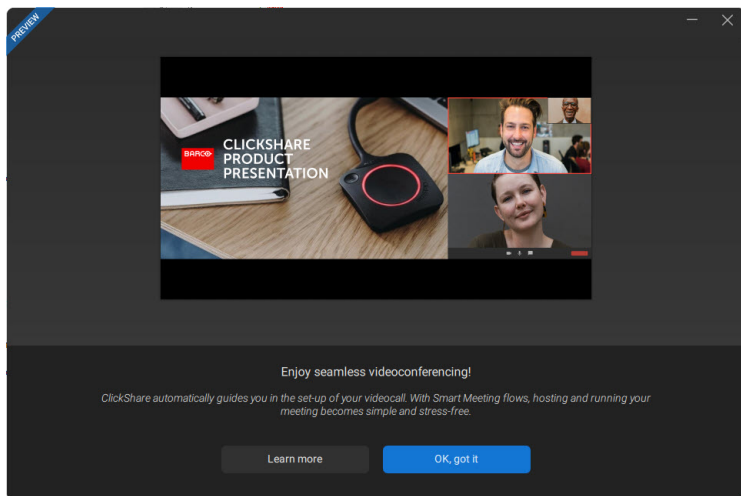 PREVIEW
BARCO
CLICKSHARE
PRODUCT
PRESENTATION
Enjoy seamless videoconferencing!
ClickShare automatically guides you in the set-up of your videocall. With Smart Meeting flows, hosting and running your
meeting becomes simple and stress-free.
Learn more
OK, got it